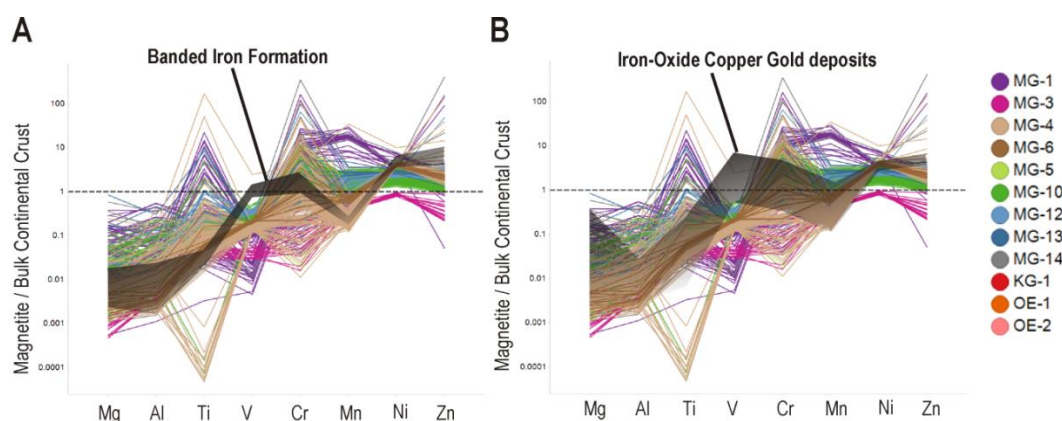 A
Banded Iron Formation
Magnetite / Bulk Continental Crust
100
10
1
0.1
0.01
0.001
0.0001
Mg Al Ti V Cr Mn Ni Zn
B
Iron-Oxide Copper Gold deposits
Magnetite / Bulk Continental Crust
100
10
1
0.1
0.01
0.001
0.0001
Mg Al Ti V Cr Mn Ni Zn
MG-1
MG-3
MG-4
MG-6
MG-5
MG-10
MG-12
MG-13
MG-14
KG-1
OE-1
OE-2